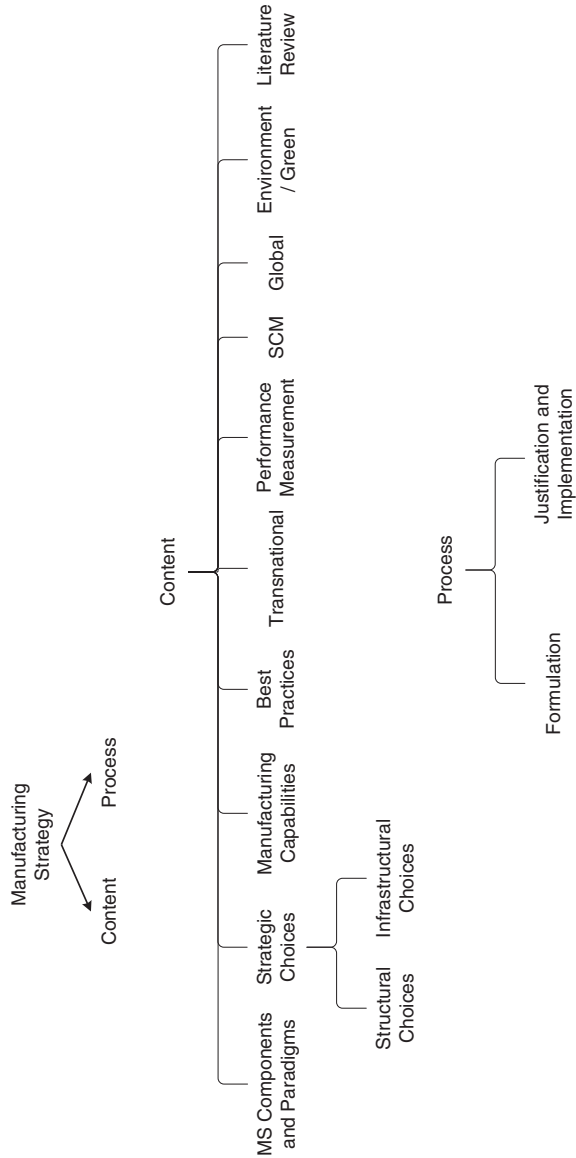 Manufacturing
Strategy
Content
Process
Content
MS Components
and Paradigms
Strategic
Choices
Manufacturing
Capabilities
Best
Practices
Transnational
Performance
Measurement
SCM
Global
Environment
/ Green
Literature
Review
Structural
Choices
Infrastructural
Choices
Process
Formulation
Justification and
Implementation